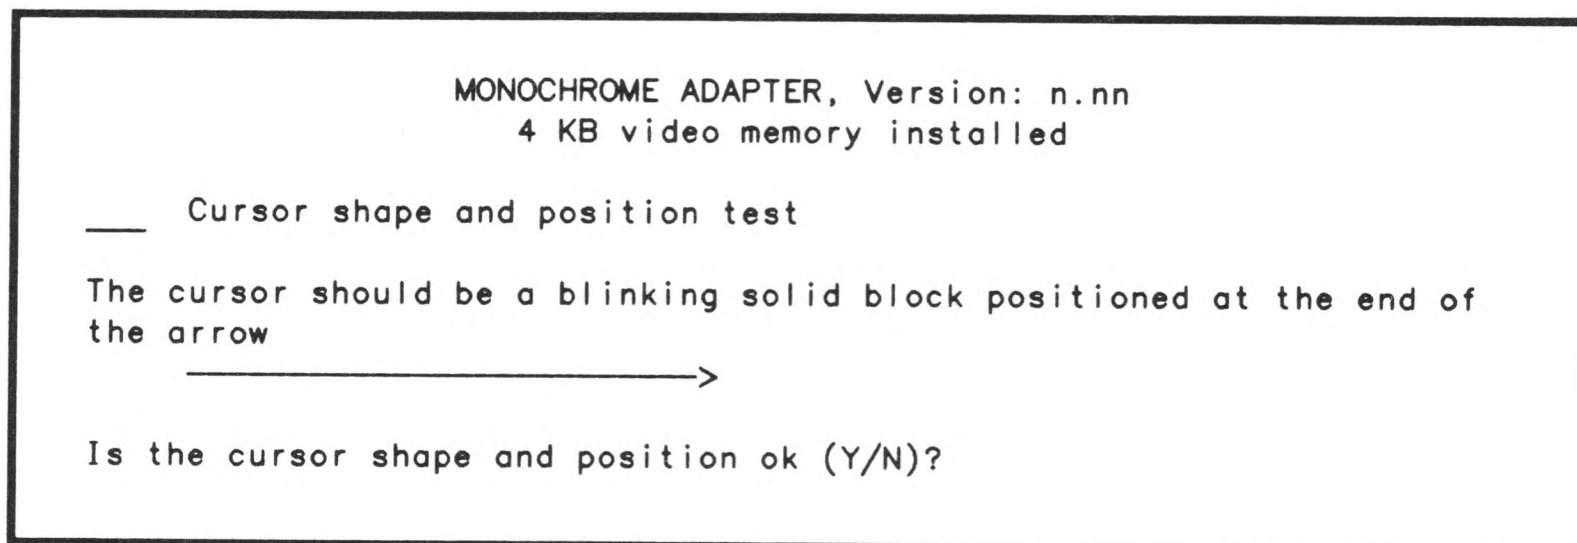 MONOCHROME ADAPTER, Version: n.nn
4 KB video memory installed
___ Cursor shape and position test
The cursor should be a blinking solid block positioned at the end of
the arrow
Is the cursor shape and position ok (Y/N)?